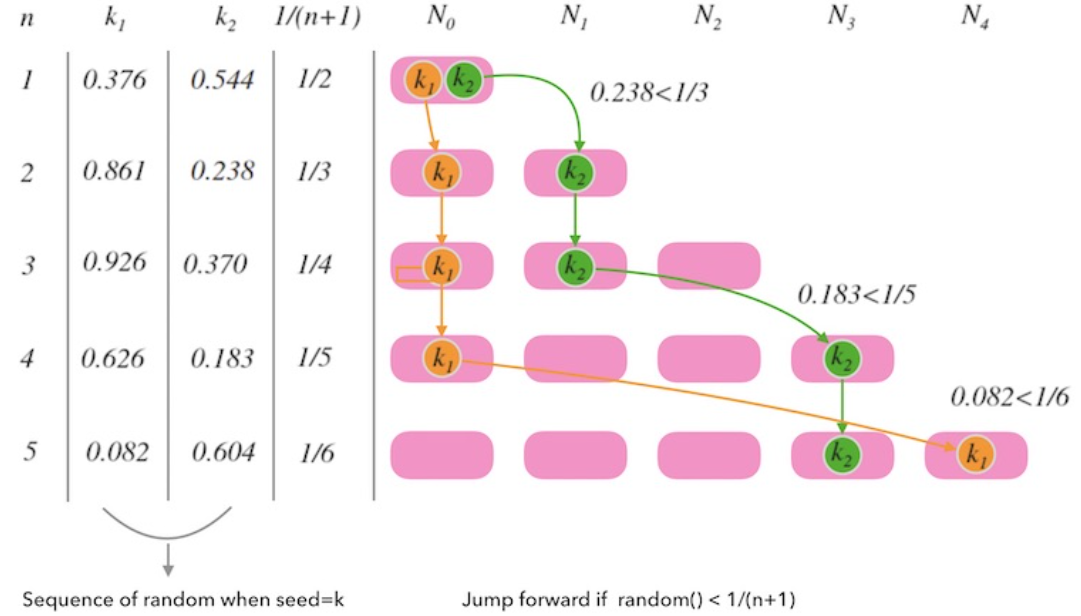 n k₁ k₂ 1/(n+1) N₀ N₁ N₂ N₃ N₄
1 0.376 0.544 1/2 k₁ k₂
0.238<1/3
2 0.861 0.238 1/3 k₁ k₂
3 0.926 0.370 1/4 k₁ k₂
0.183<1/5
4 0.626 0.183 1/5 k₁ k₂
0.082<1/6
5 0.082 0.604 1/6 k₂ k₁
Sequence of random when seed=k
Jump forward if random() < 1/(n+1)